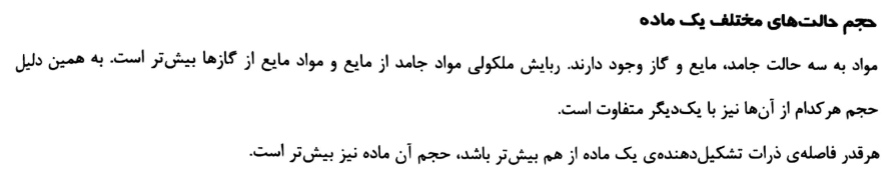 حجم حالت‌های مختلف یک ماده
مواد به سه حالت جامد، مایع و گاز وجود دارند. ربایش ملکولی مواد جامد از مایع و مواد مایع از گازها بیش‌تر است. به همین دلیل
حجم هرکدام از آن‌ها نیز با یک‌دیگر متفاوت است.
هرقدر فاصله‌ی ذرات تشکیل‌دهنده‌ی یک ماده از هم بیش‌تر باشد، حجم آن ماده نیز بیش‌تر است.